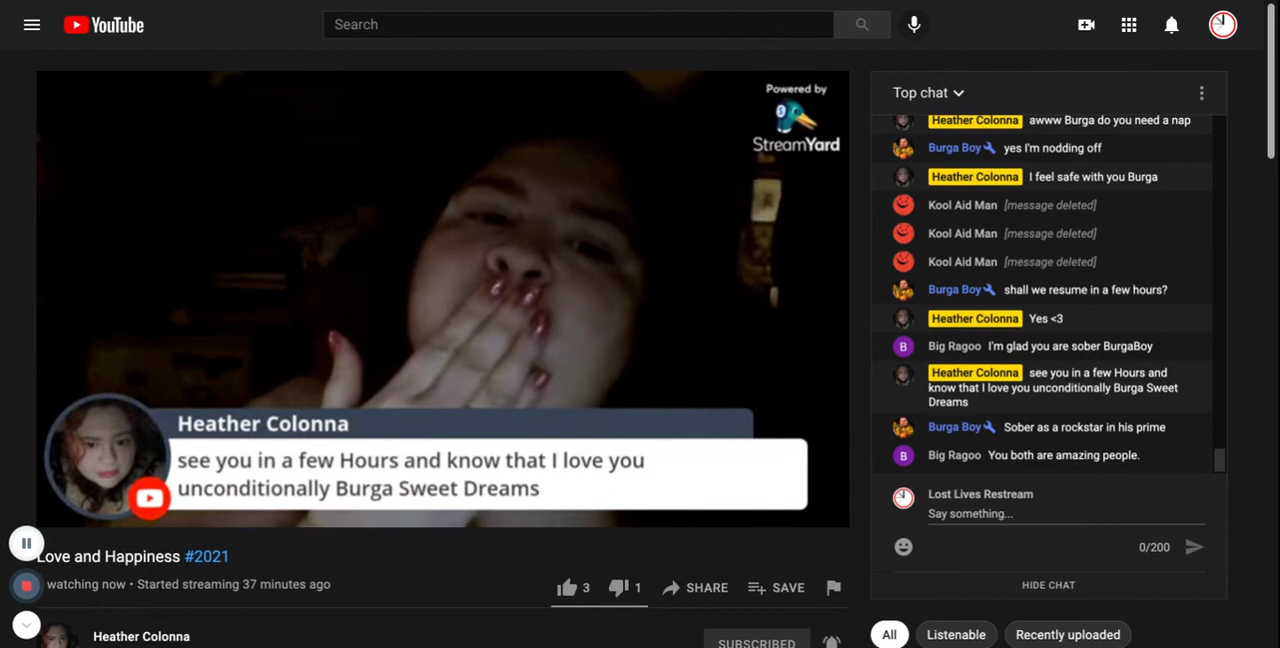 YouTube
Search
Powered by
StreamYard
Heather Colonna
see you in a few Hours and know that I love you
unconditionally Burga Sweet Dreams
Love and Happiness #2021
watching now • Started streaming 37 minutes ago
3
1
SHARE
SAVE
Heather Colonna
SUBSCRIBED
Top chat
Heather Colonna awww Burga do you need a nap
Burga Boy yes I'm nodding off
Heather Colonna I feel safe with you Burga
Kool Aid Man [message deleted]
Kool Aid Man [message deleted]
Kool Aid Man [message deleted]
Burga Boy shall we resume in a few hours?
Heather Colonna Yes <3
B Big Ragoo I'm glad you are sober BurgaBoy
Heather Colonna see you in a few Hours and
know that I love you unconditionally Burga Sweet
Dreams
Burga Boy Sober as a rockstar in his prime
B Big Ragoo You both are amazing people.
Lost Lives Restream
Say something...
0/200
HIDE CHAT
All
Listenable
Recently uploaded